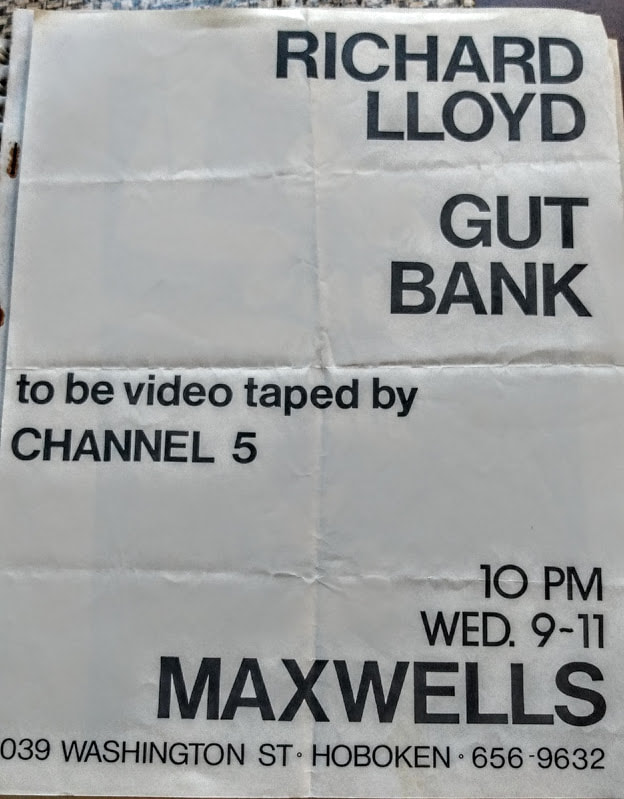 RICHARD
LLOYD
GUT
BANK
to be video taped by
CHANNEL 5
10 PM
WED. 9-11
MAXWELLS
039 WASHINGTON ST · HOBOKEN · 656-9632